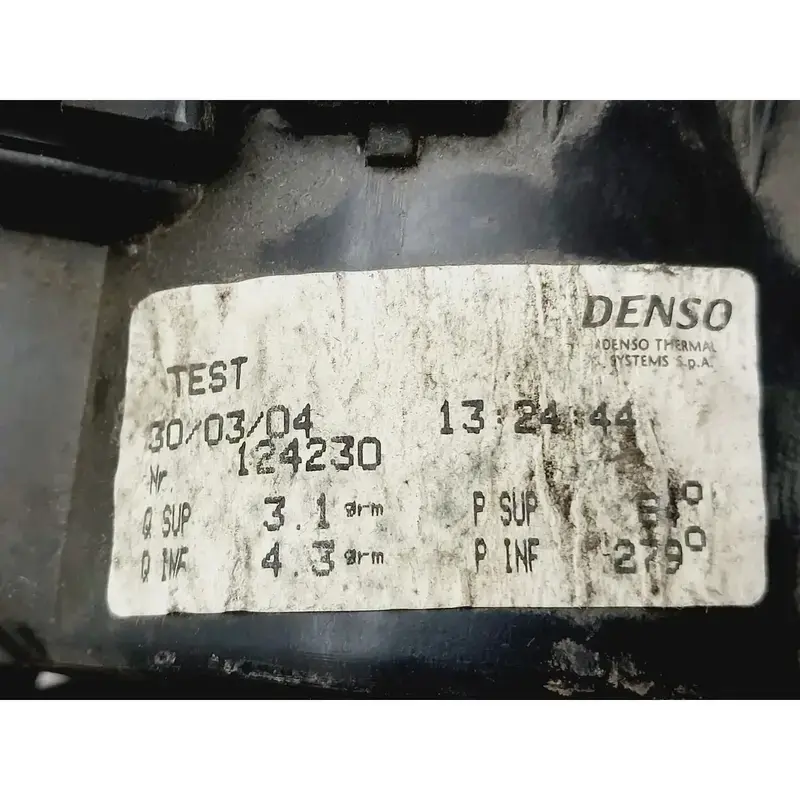 DENSO
DENSO THERMAL
SYSTEMS S.p.A.
TEST
30/03/04 13:24:44
Nr 124230
Q SUP 3.1 grm P SUP
Q INF 4.3 grm P INF 279°